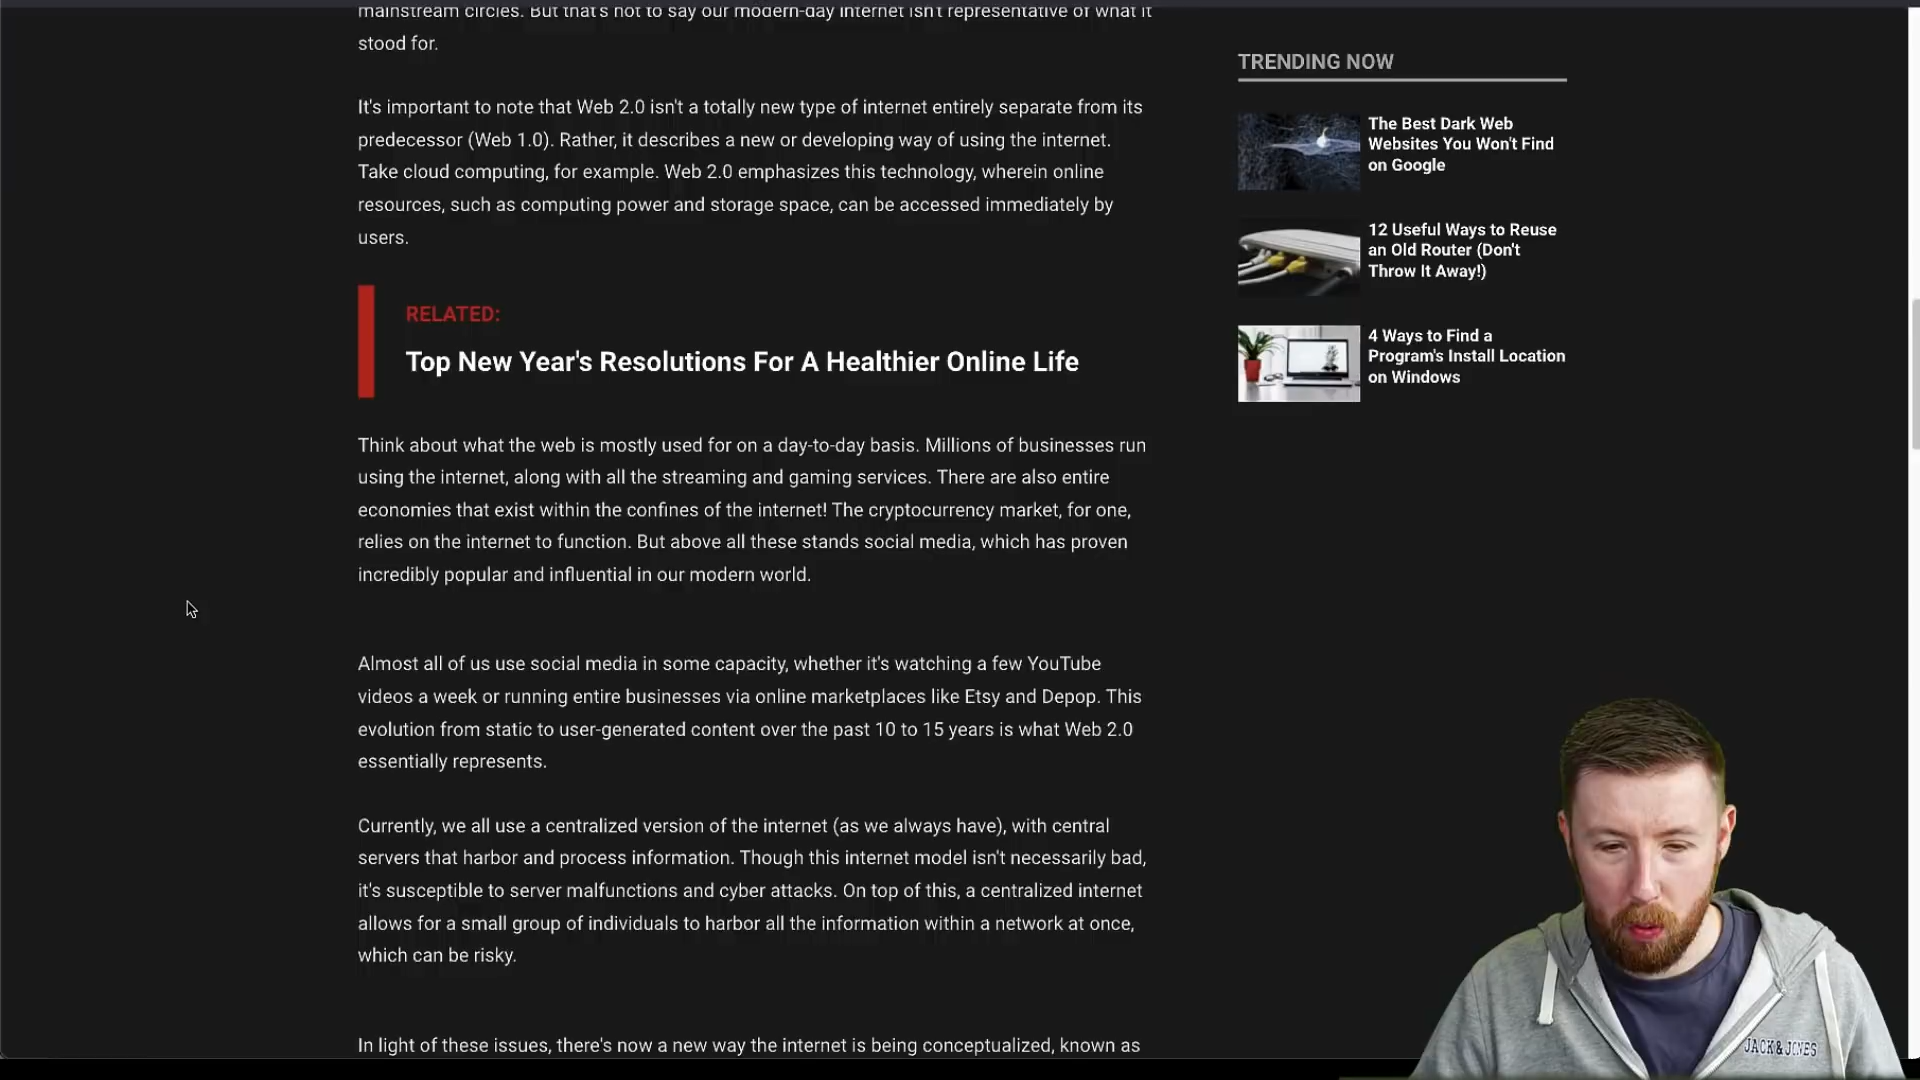 mainstream circles. But that's not to say our modern-day internet isn't representative of what it
stood for.
It's important to note that Web 2.0 isn't a totally new type of internet entirely separate from its
predecessor (Web 1.0). Rather, it describes a new or developing way of using the internet.
Take cloud computing, for example. Web 2.0 emphasizes this technology, wherein online
resources, such as computing power and storage space, can be accessed immediately by
users.
RELATED:
Top New Year's Resolutions For A Healthier Online Life
Think about what the web is mostly used for on a day-to-day basis. Millions of businesses run
using the internet, along with all the streaming and gaming services. There are also entire
economies that exist within the confines of the internet! The cryptocurrency market, for one,
relies on the internet to function. But above all these stands social media, which has proven
incredibly popular and influential in our modern world.
Almost all of us use social media in some capacity, whether it's watching a few YouTube
videos a week or running entire businesses via online marketplaces like Etsy and Depop. This
evolution from static to user-generated content over the past 10 to 15 years is what Web 2.0
essentially represents.
Currently, we all use a centralized version of the internet (as we always have), with central
servers that harbor and process information. Though this internet model isn't necessarily bad,
it's susceptible to server malfunctions and cyber attacks. On top of this, a centralized internet
allows for a small group of individuals to harbor all the information within a network at once,
which can be risky.
In light of these issues, there's now a new way the internet is being conceptualized, known as
TRENDING NOW
The Best Dark Web
Websites You Won't Find
on Google
12 Useful Ways to Reuse
an Old Router (Don't
Throw It Away!)
4 Ways to Find a
Program's Install Location
on Windows
JACK & JONES